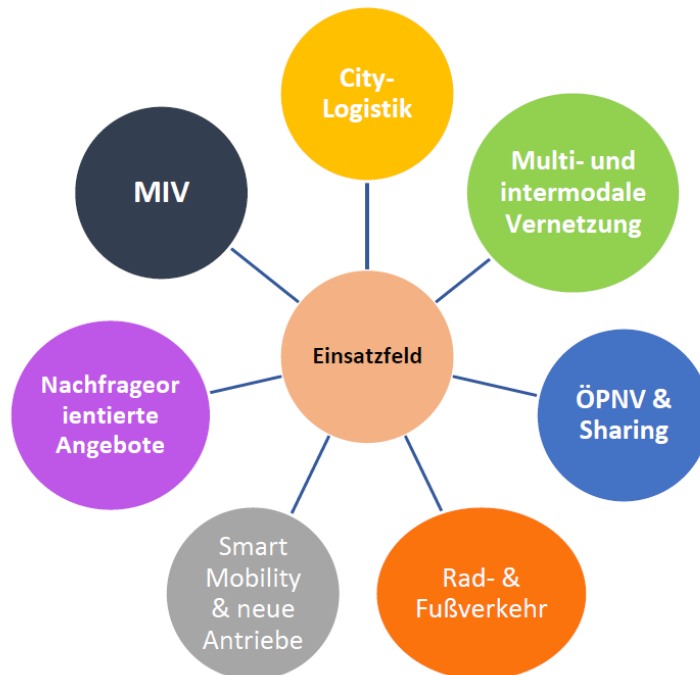 City-
Logistik
Multi- und
intermodale
Vernetzung
MIV
Einsatzfeld
Nachfrageor
ientierte
Angebote
ÖPNV &
Sharing
Smart
Mobility
& neue
Antriebe
Rad- &
Fußverkehr